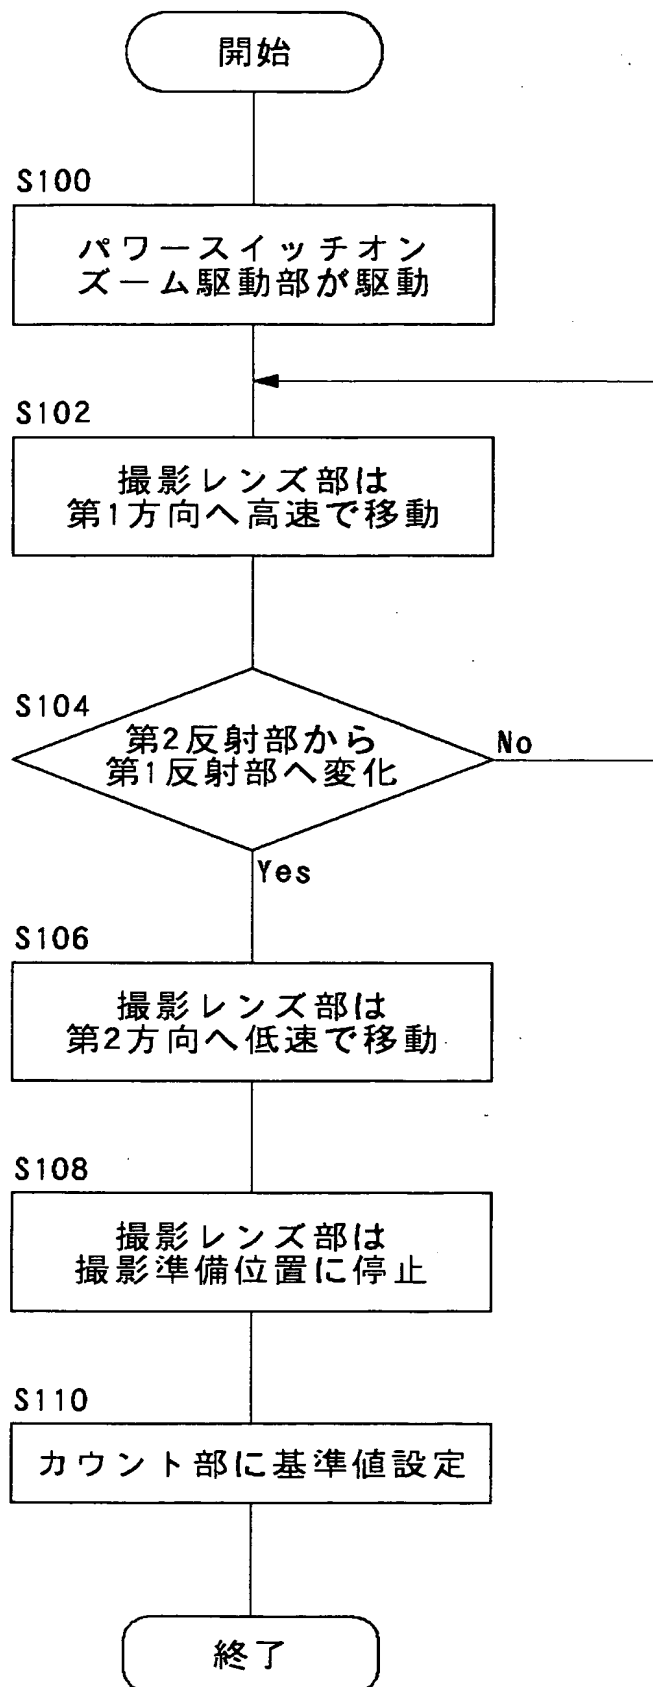 開始
S100
パワースイッチオン
ズーム駆動部が駆動
S102
撮影レンズ部は
第1方向へ高速で移動
S104
第2反射部から
第1反射部へ変化
No
Yes
S106
撮影レンズ部は
第2方向へ低速で移動
S108
撮影レンズ部は
撮影準備位置に停止
S110
カウント部に基準値設定
終了